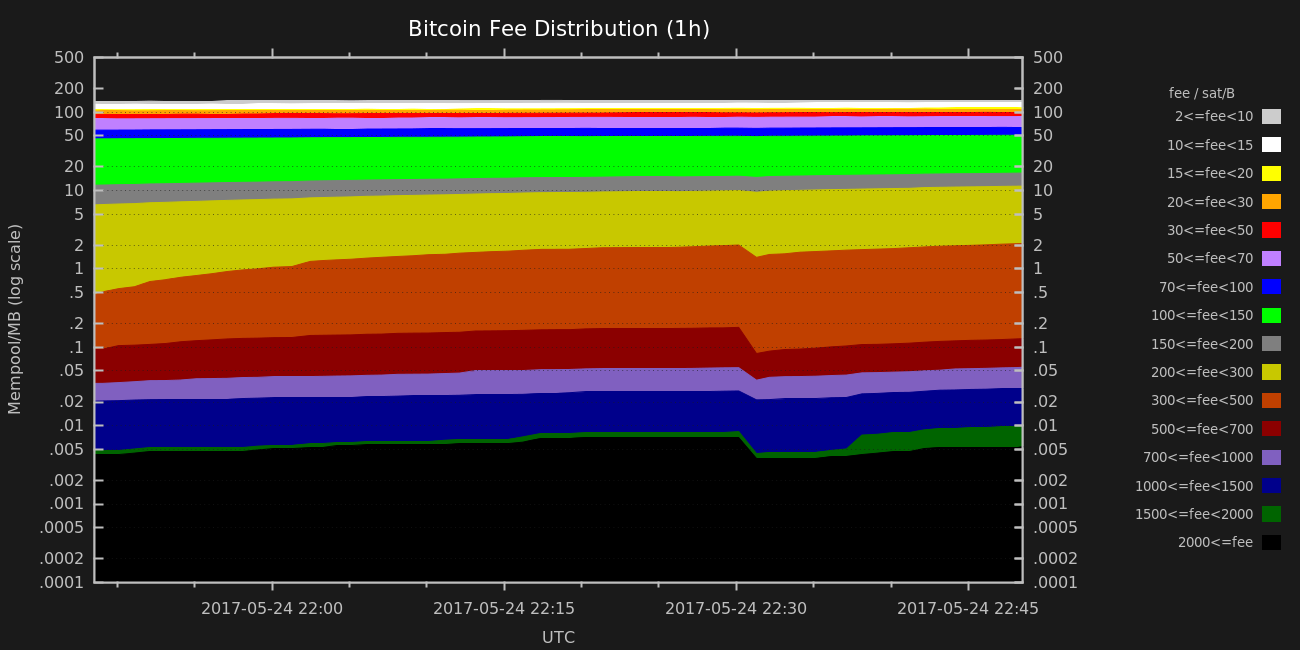 Bitcoin Fee Distribution (1h)
Mempool/MB (log scale)
500
200
100
50
20
10
5
2
1
.5
.2
.1
.05
.02
.01
.005
.002
.001
.0005
.0002
.0001
500
200
100
50
20
10
5
2
1
.5
.2
.1
.05
.02
.01
.005
.002
.001
.0005
.0002
.0001
2017-05-24 22:00
2017-05-24 22:15
2017-05-24 22:30
2017-05-24 22:45
UTC
fee / sat/B
2<=fee<10
10<=fee<15
15<=fee<20
20<=fee<30
30<=fee<50
50<=fee<70
70<=fee<100
100<=fee<150
150<=fee<200
200<=fee<300
300<=fee<500
500<=fee<700
700<=fee<1000
1000<=fee<1500
1500<=fee<2000
2000<=fee